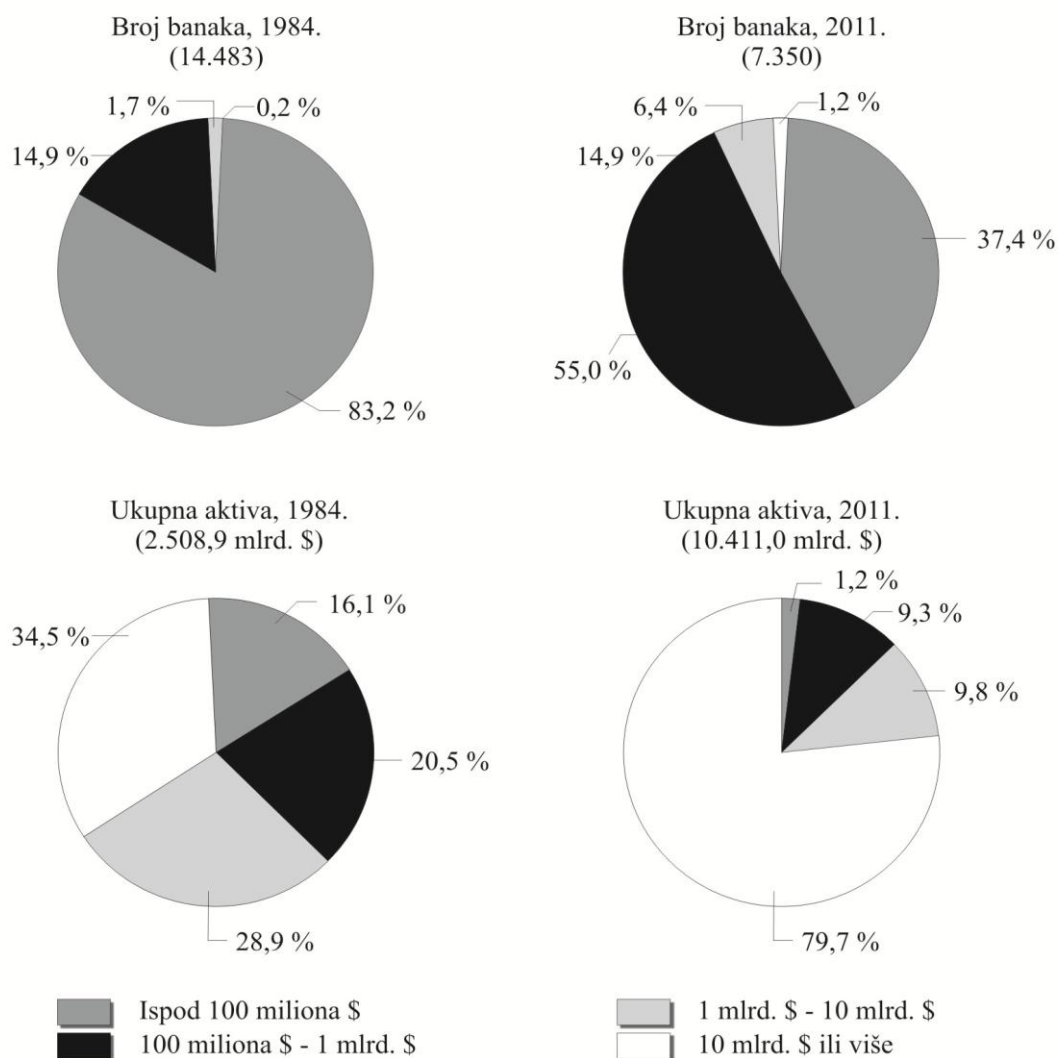 Broj banaka, 1984.
(14.483)
1,7 %
0,2 %
14,9 %
83,2 %
Broj banaka, 2011.
(7.350)
6,4 %
1,2 %
14,9 %
37,4 %
55,0 %
Ukupna aktiva, 1984.
(2.508,9 mlrd. $)
16,1 %
34,5 %
20,5 %
28,9 %
Ukupna aktiva, 2011.
(10.411,0 mlrd. $)
1,2 %
9,3 %
9,8 %
79,7 %
Ispod 100 miliona $
100 miliona $ - 1 mlrd. $
1 mlrd. $ - 10 mlrd. $
10 mlrd. $ ili više